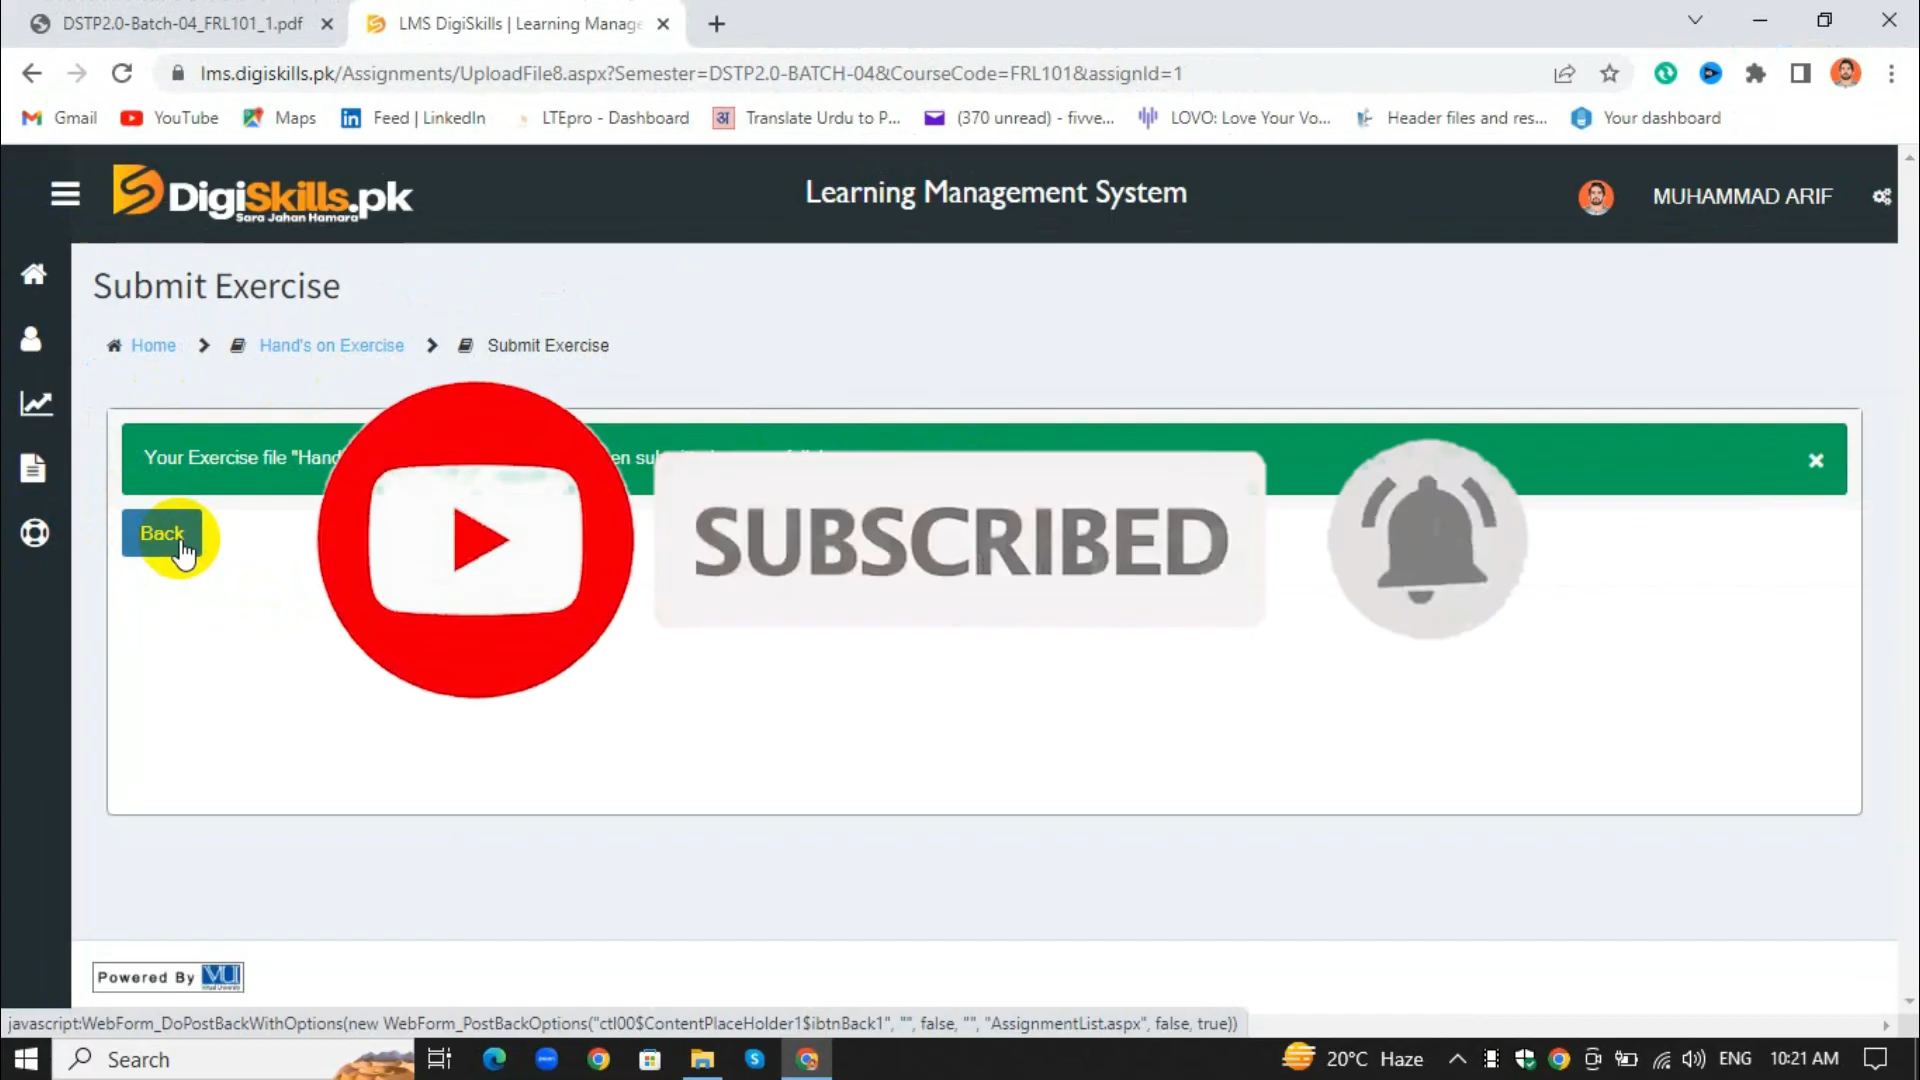 DSTP2.0-Batch-04_FRL101_1.pdf
LMS DigiSkills | Learning Manage
lms.digiskills.pk/Assignments/UploadFile8.aspx?Semester=DSTP2.0-BATCH-04&CourseCode=FRL101&assignId=1
Gmail YouTube Maps Feed | LinkedIn LTEpro - Dashboard Translate Urdu to P... (370 unread) - fivve... LOVO: Love Your Vo... Header files and res... Your dashboard
DigiSkills.pk
Sara Jahan Hamara
Learning Management System
MUHAMMAD ARIF
Submit Exercise
Home Hand's on Exercise Submit Exercise
Your Exercise file "Hand
Back
SUBSCRIBED
Powered By VU
javascript:WebForm_DoPostBackWithOptions(new WebForm_PostBackOptions("ctl00$ContentPlaceHolder1$ibtnBack1", "", false, "", "AssignmentList.aspx", false, true))
Search
20°C Haze
ENG
10:21 AM